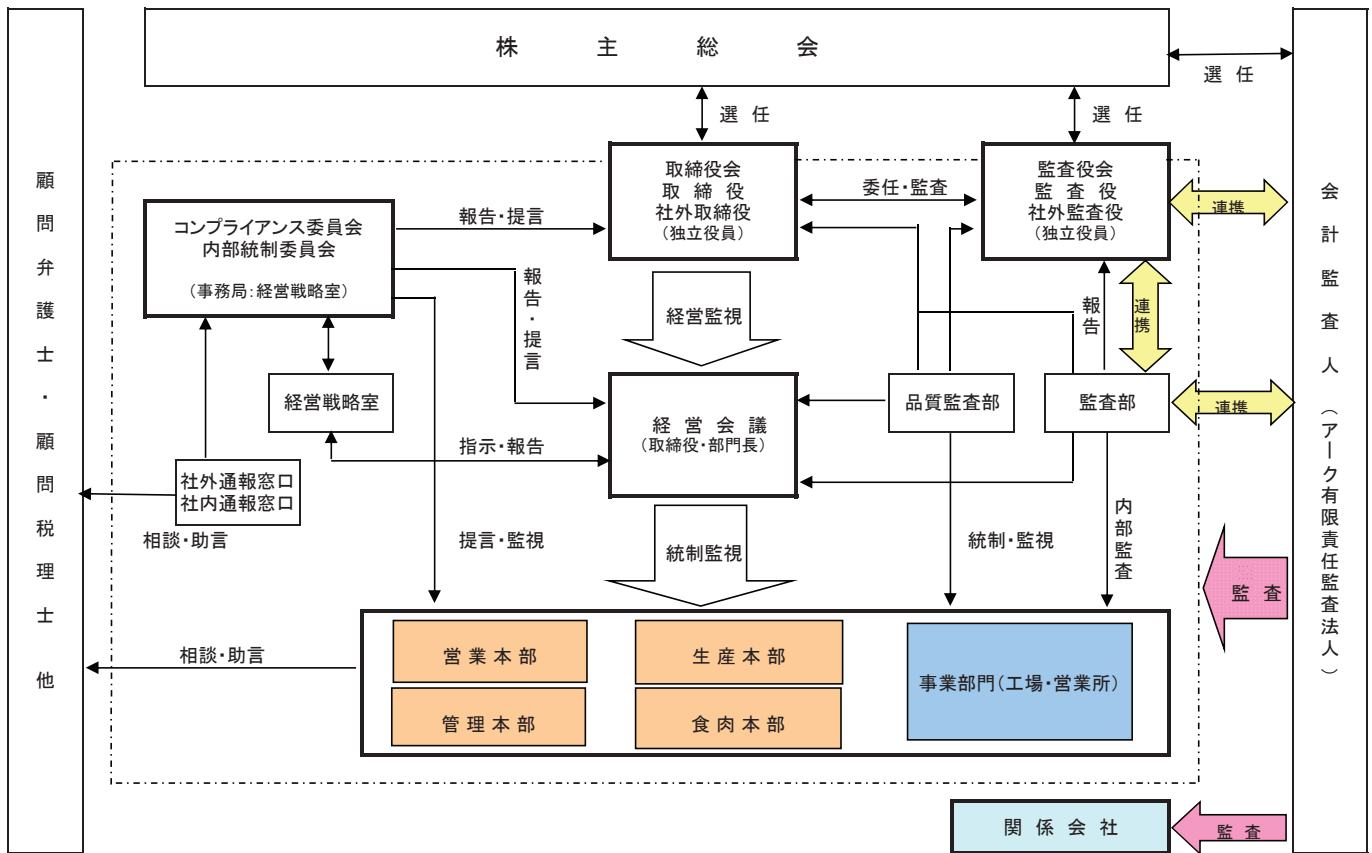 株主総会
選任
選任
選任
顧問弁護士・顧問税理士 他
会計監査人(アーク有限責任監査法人)
取締役会
取締役
社外取締役
(独立役員)
委任・監査
監査役会
監査役
社外監査役
(独立役員)
連携
コンプライアンス委員会
内部統制委員会
(事務局:経営戦略室)
報告・提言
報告・提言
経営監視
報告
連携
経営戦略室
経営会議
(取締役・部門長)
品質監査部
監査部
連携
指示・報告
社外通報窓口
社内通報窓口
相談・助言
提言・監視
統制監視
統制・監視
内部監査
監査
相談・助言
営業本部
生産本部
事業部門(工場・営業所)
管理本部
食肉本部
関係会社
監査